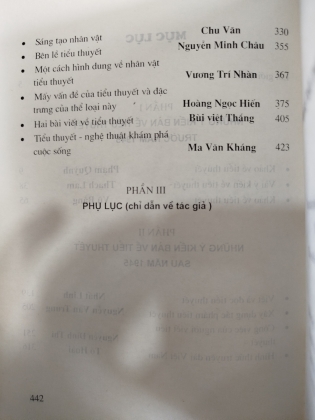 • Sáng tạo nhân vật Chu Văn 330
• Bên lề tiểu thuyết Nguyễn Minh Châu 355
• Một cách hình dung về nhân vật
tiểu thuyết Vương Trí Nhàn 367
• Mấy vấn đề của tiểu thuyết và đặc
trưng của thể loại này Hoàng Ngọc Hiến 375
• Hai bài viết về tiểu thuyết Bùi việt Thắng 405
• Tiểu thuyết - nghệ thuật khám phá
cuộc sống Ma Văn Kháng 423
PHẦN III
PHỤ LỤC (chỉ dẫn về tác giả )
442